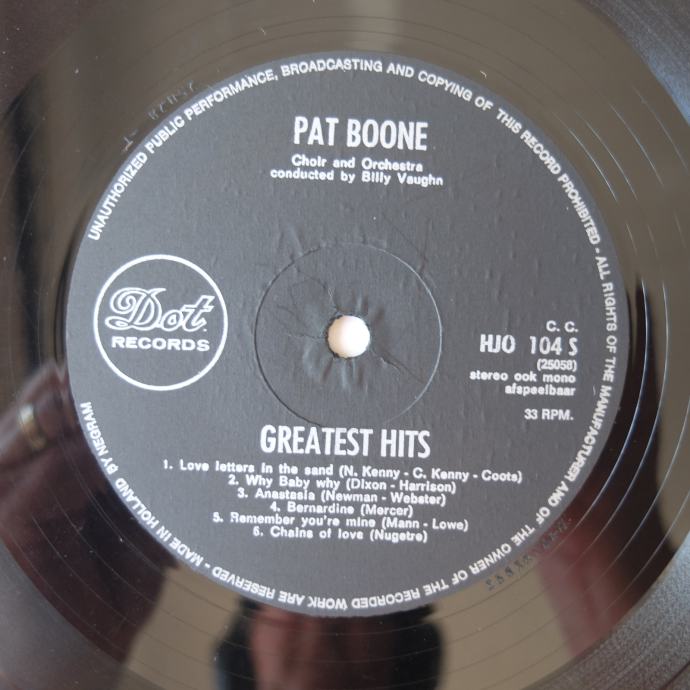 UNAUTHORIZED PUBLIC PERFORMANCE, BROADCASTING AND COPYING OF THIS RECORD PROHIBITED - ALL RIGHTS OF THE MANUFACTURER AND OF THE OWNER OF THE RECORDED WORK ARE RESERVED - MADE IN HOLLAND BY NEGRAM
PAT BOONE
Choir and Orchestra
conducted by Billy Vaughn
Dot
RECORDS
C. C.
HJO 104 S
(25058)
stereo ook mono
afspeelbaar
33 RPM.
GREATEST HITS
1. Love letters in the sand (N. Kenny - C. Kenny - Coots)
2. Why Baby why (Dixon - Harrison)
3. Anastasia (Newman - Webster)
4. Bernardine (Mercer)
5. Remember you're mine (Mann - Lowe)
6. Chains of love (Nugetre)